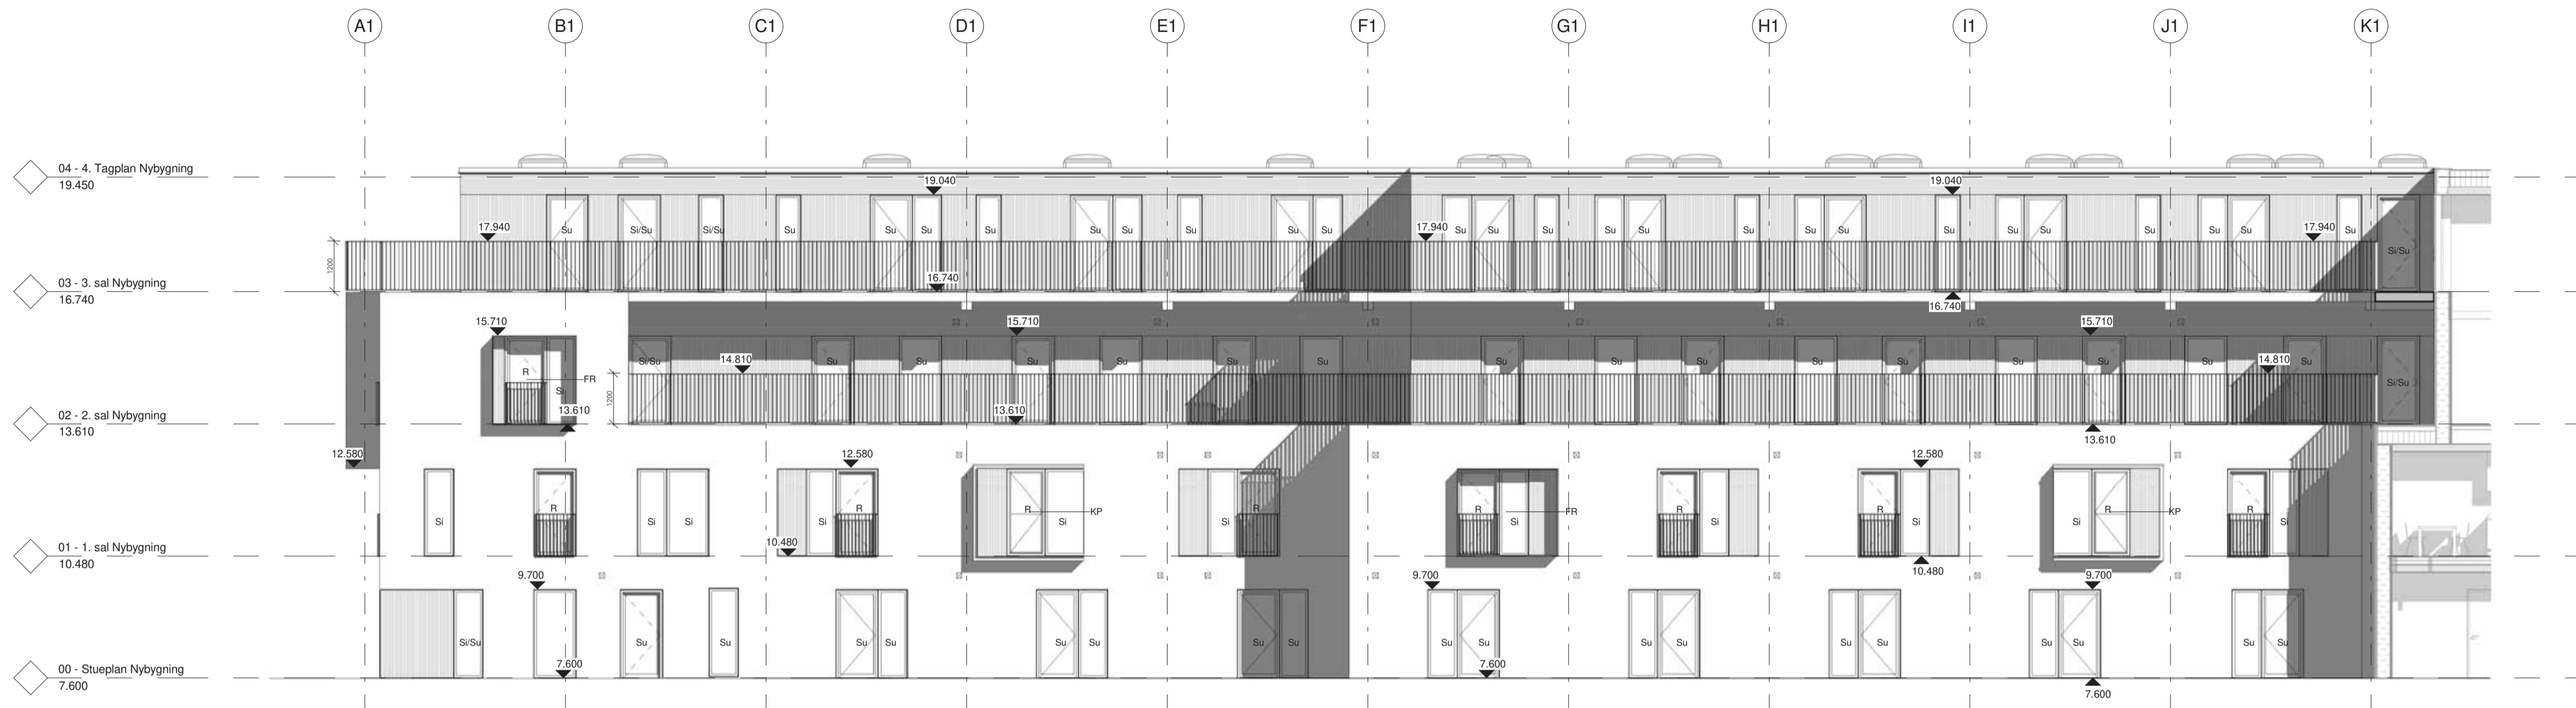 A1 B1 C1 D1 E1 F1 G1 H1 I1 J1 K1
04 - 4. Tagplan Nybygning
19.450
19.040 19.040
Su Si/Su Si/Su Su Su Su Su Su Su Su Su Su Su Su Su Su Su Su Su Su Su Su Su Su Su Su Su
17.940 17.940 17.940
Si/Su
1200
16.740
03 - 3. sal Nybygning
16.740
16.740
15.710 15.710 15.710
Si/Su Su Su Su Su Su Su Su Su Su Su Su Su Su Su Su
14.810 14.810
R FR
Si
Si/Su
1200
13.610 13.610
02 - 2. sal Nybygning
13.610
13.610
12.580 12.580 12.580
R R R R R R R R
KP FR KP
Si Si Si Si Si Si Si Si Si Si Si
10.480
01 - 1. sal Nybygning
10.480
10.480
9.700 9.700 9.700
Si/Su Su Su Su Su Su Su Su Su Su Su Su Su Su Su Su Su Su Su
7.600 7.600
00 - Stueplan Nybygning
7.600
7.600